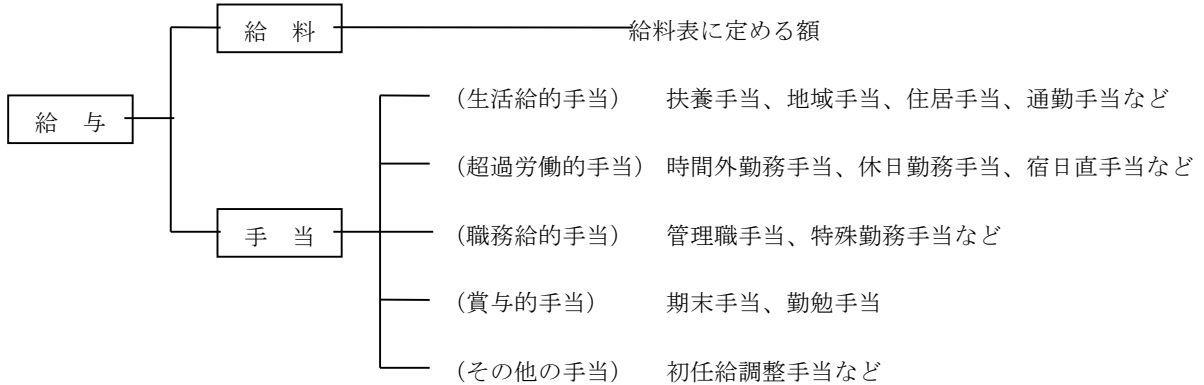 給 料 給料表に定める額
(生活給的手当) 扶養手当、地域手当、住居手当、通勤手当など
給 与
(超過労働的手当) 時間外勤務手当、休日勤務手当、宿日直手当など
手 当 (職務給的手当) 管理職手当、特殊勤務手当など
(賞与的手当) 期末手当、勤勉手当
(その他の手当) 初任給調整手当など